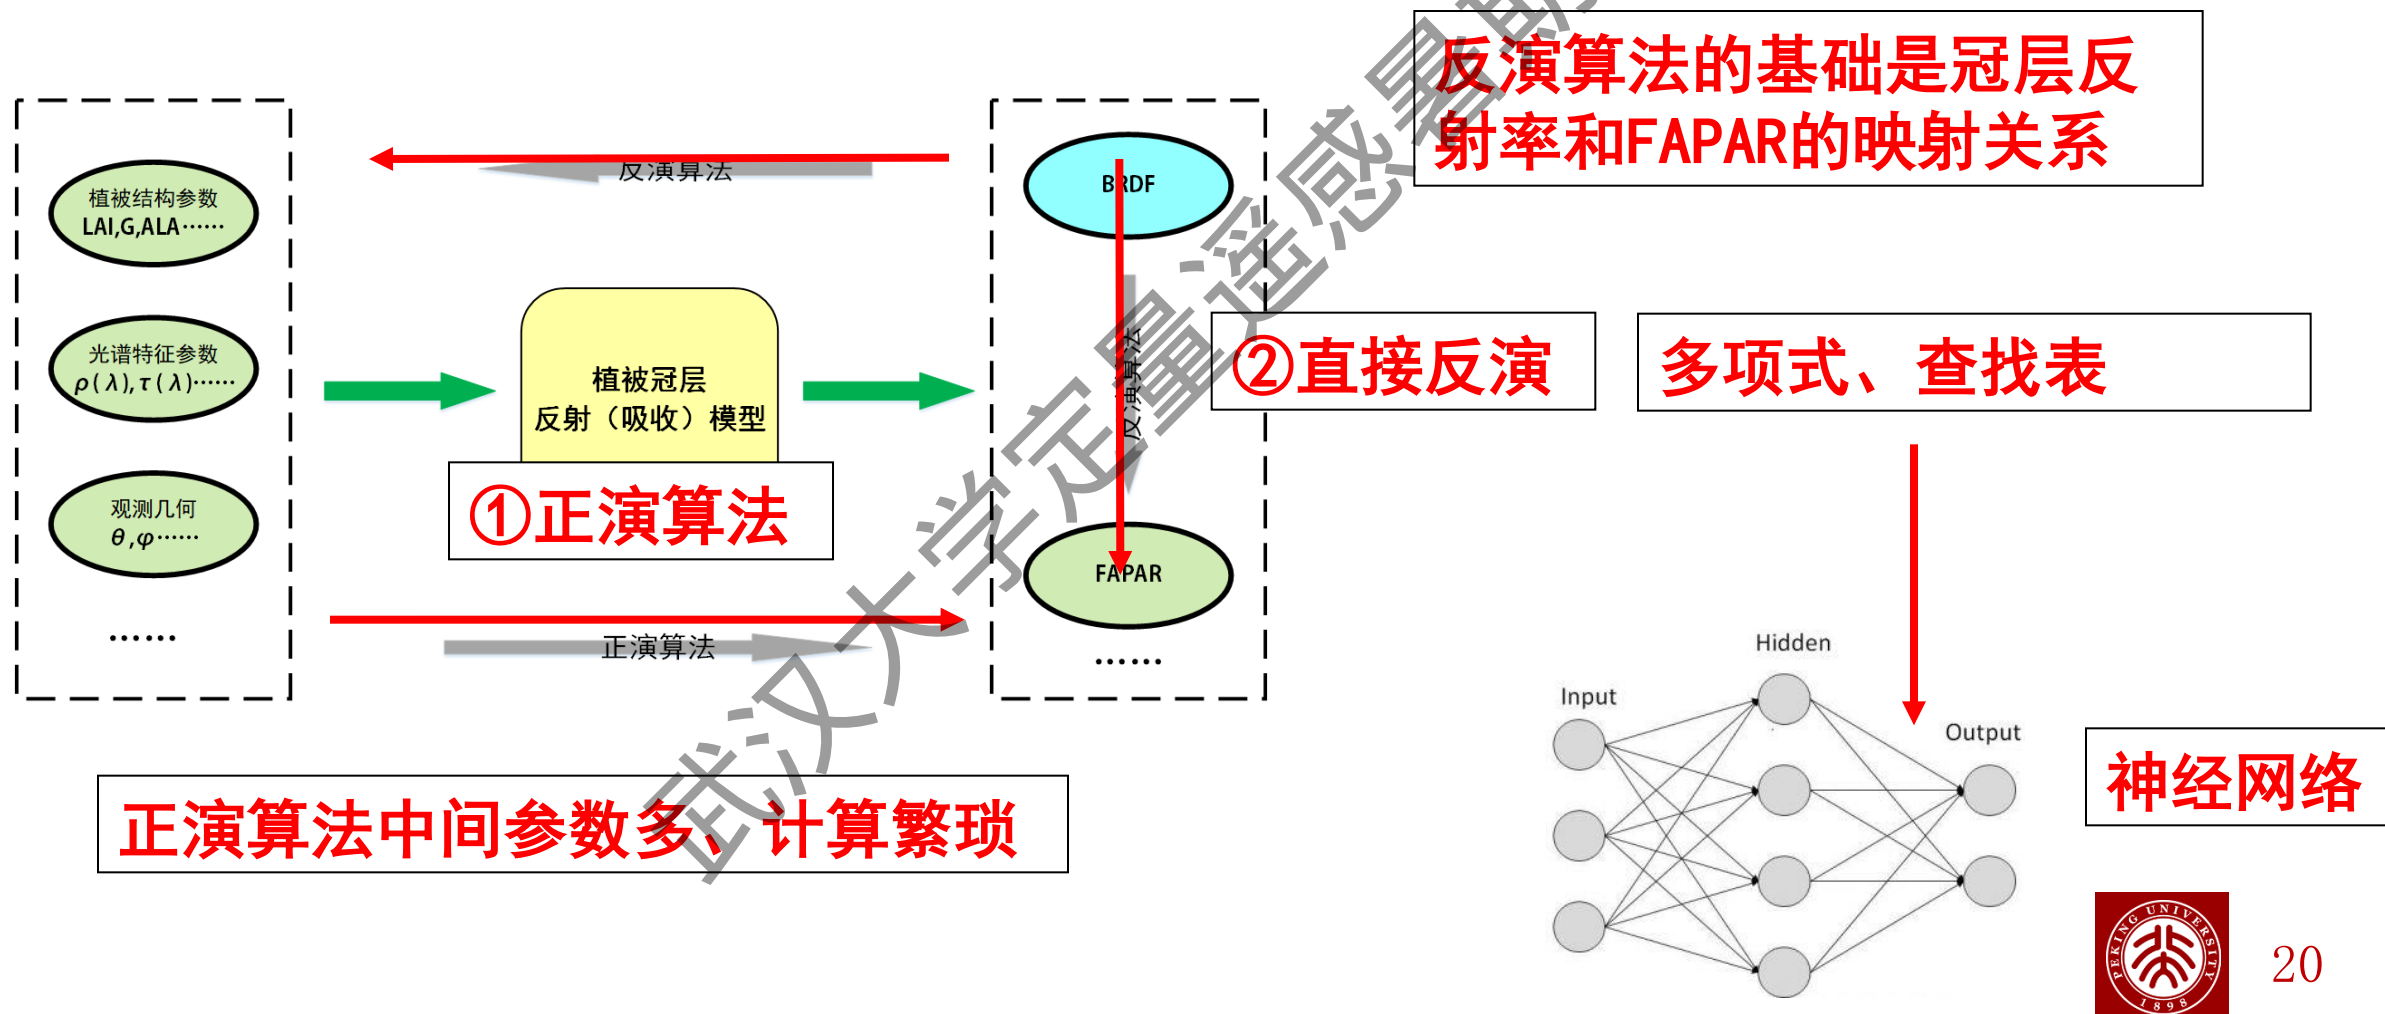 反演算法的基础是冠层反
射率和FAPAR的映射关系
反演算法
植被结构参数
LAI,G,ALA······
光谱特征参数
ρ(λ),τ(λ)······
观测几何
θ,φ······
······
植被冠层
反射（吸收）模型
①正演算法
正演算法
BRDF
反演算法
FAPAR
······
②直接反演
多项式、查找表
正演算法中间参数多、计算繁琐
Hidden
Input
Output
神经网络
PEKING UNIVERSITY
1898
20
武汉大学定量遥感暑期